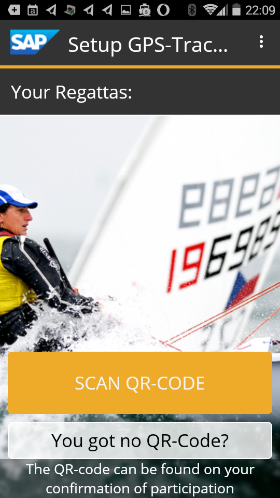 22:09
SAP Setup GPS-Trac...
Your Regattas:
SCAN QR-CODE
You got no QR-Code?
The QR-code can be found on your
confirmation of participation